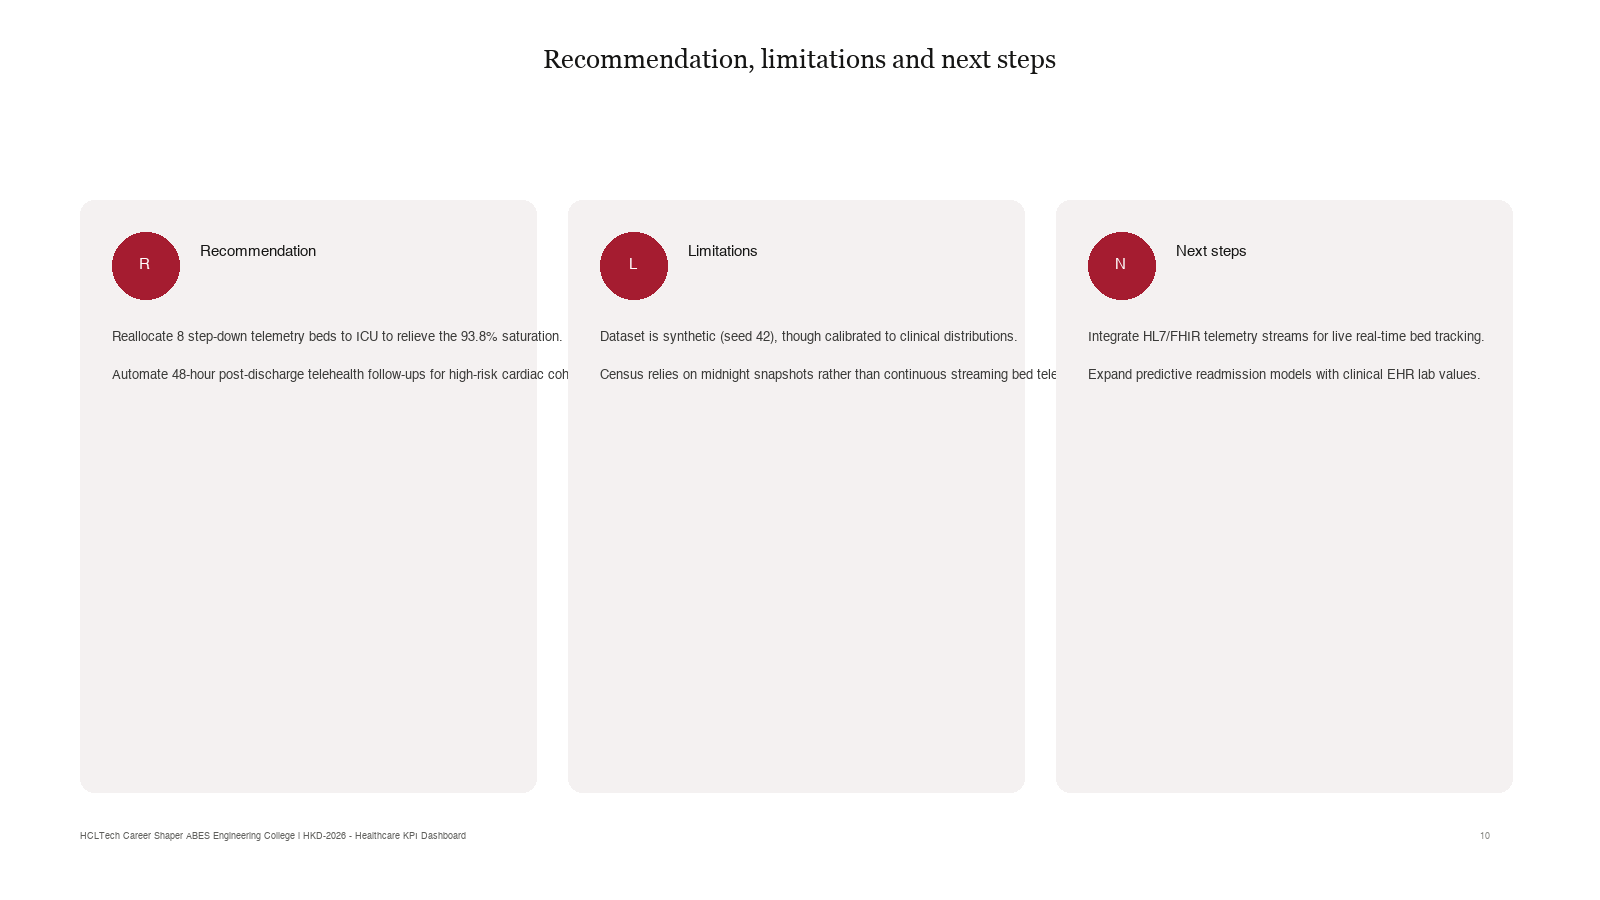 Recommendation, limitations and next steps
R
Recommendation
Reallocate 8 step-down telemetry beds to ICU to relieve the 93.8% saturation.
Automate 48-hour post-discharge telehealth follow-ups for high-risk cardiac coh
L
Limitations
Dataset is synthetic (seed 42), though calibrated to clinical distributions.
Census relies on midnight snapshots rather than continuous streaming bed tele
N
Next steps
Integrate HL7/FHIR telemetry streams for live real-time bed tracking.
Expand predictive readmission models with clinical EHR lab values.
HCLTech Career Shaper ABES Engineering College | HKD-2026 - Healthcare KPI Dashboard
10